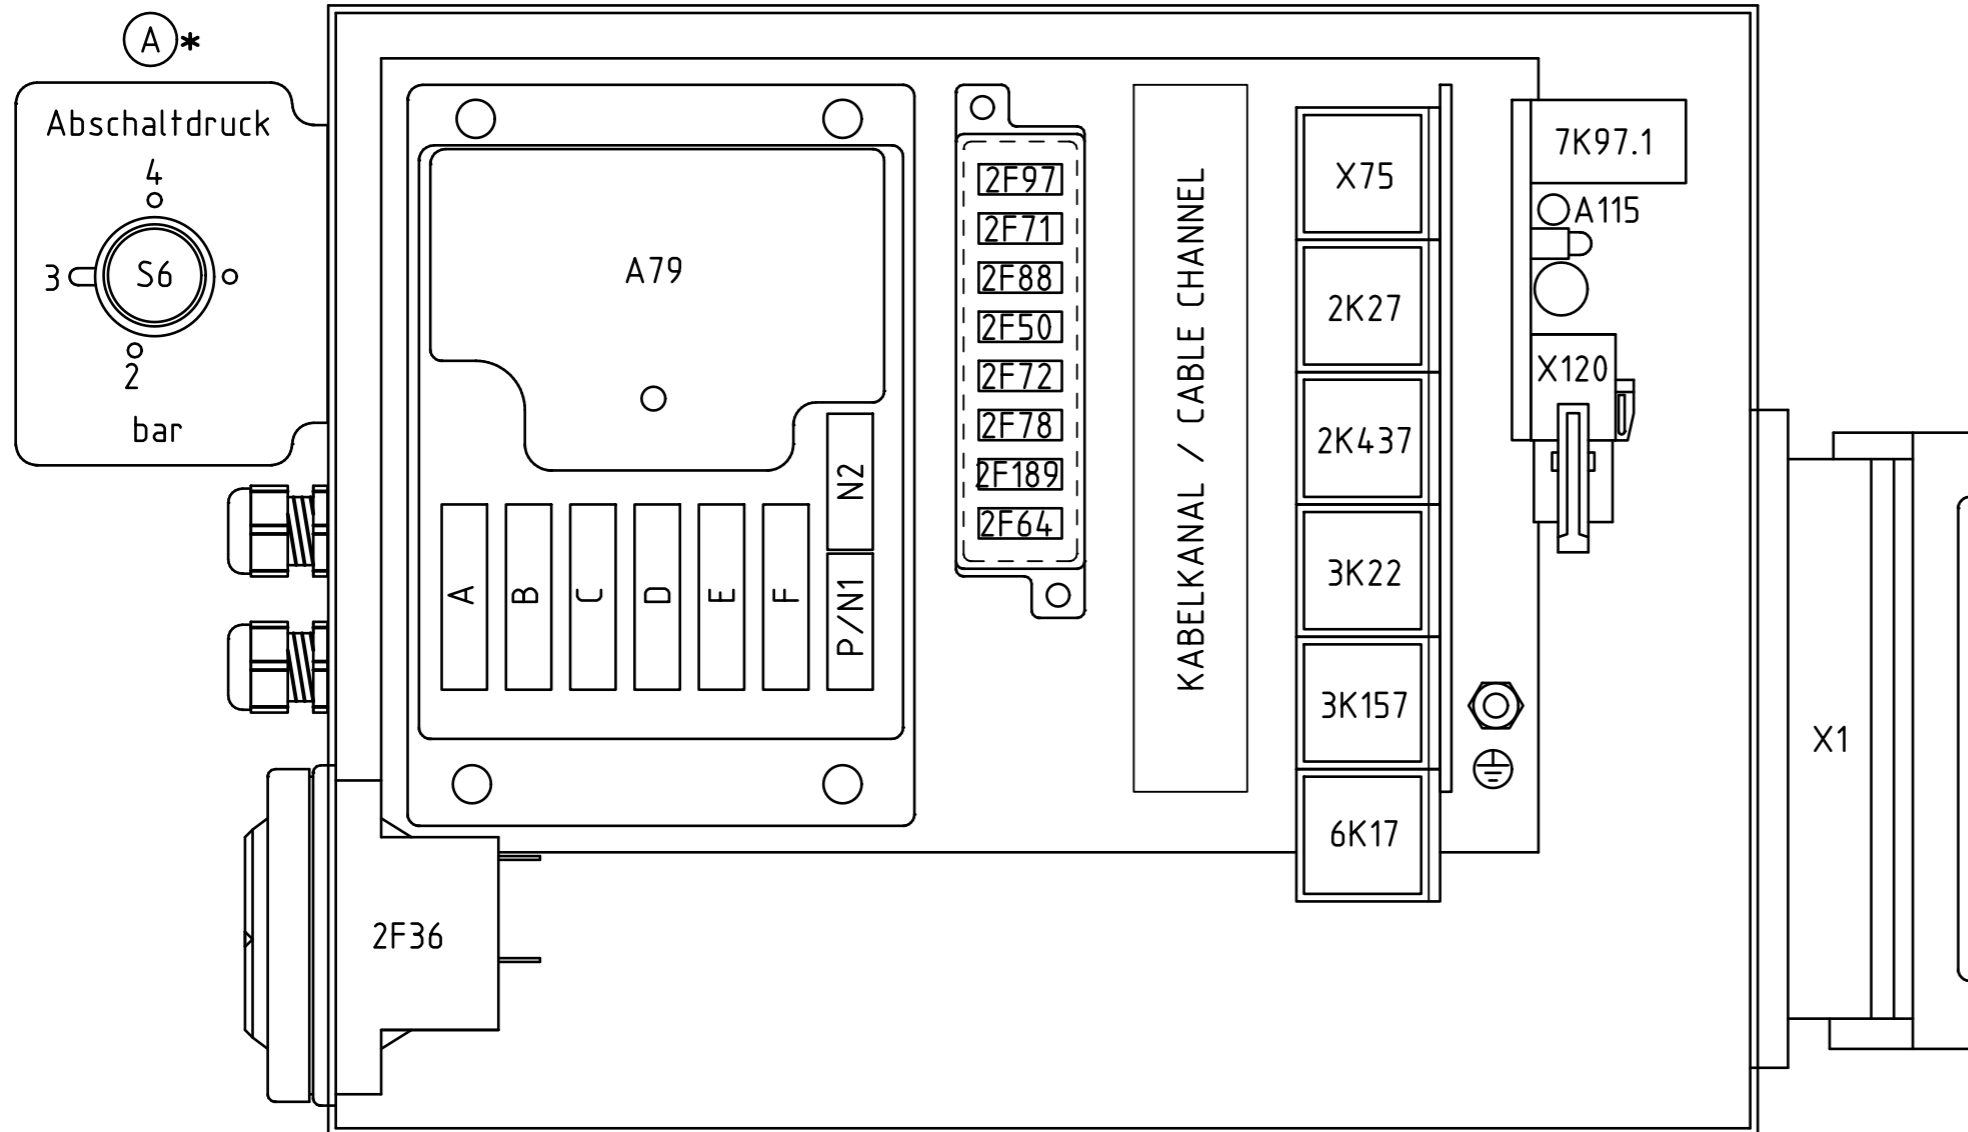 A*
Abschaltdruck
4
3
S6
2
bar
A79
A
B
C
D
E
F
N2
P/N1
2F97
2F71
2F88
2F50
2F72
2F78
2F189
2F64
KABELKANAL / CABLE CHANNEL
X75
2K27
2K437
3K22
3K157
6K17
7K97.1
A115
X120
X1
2F36